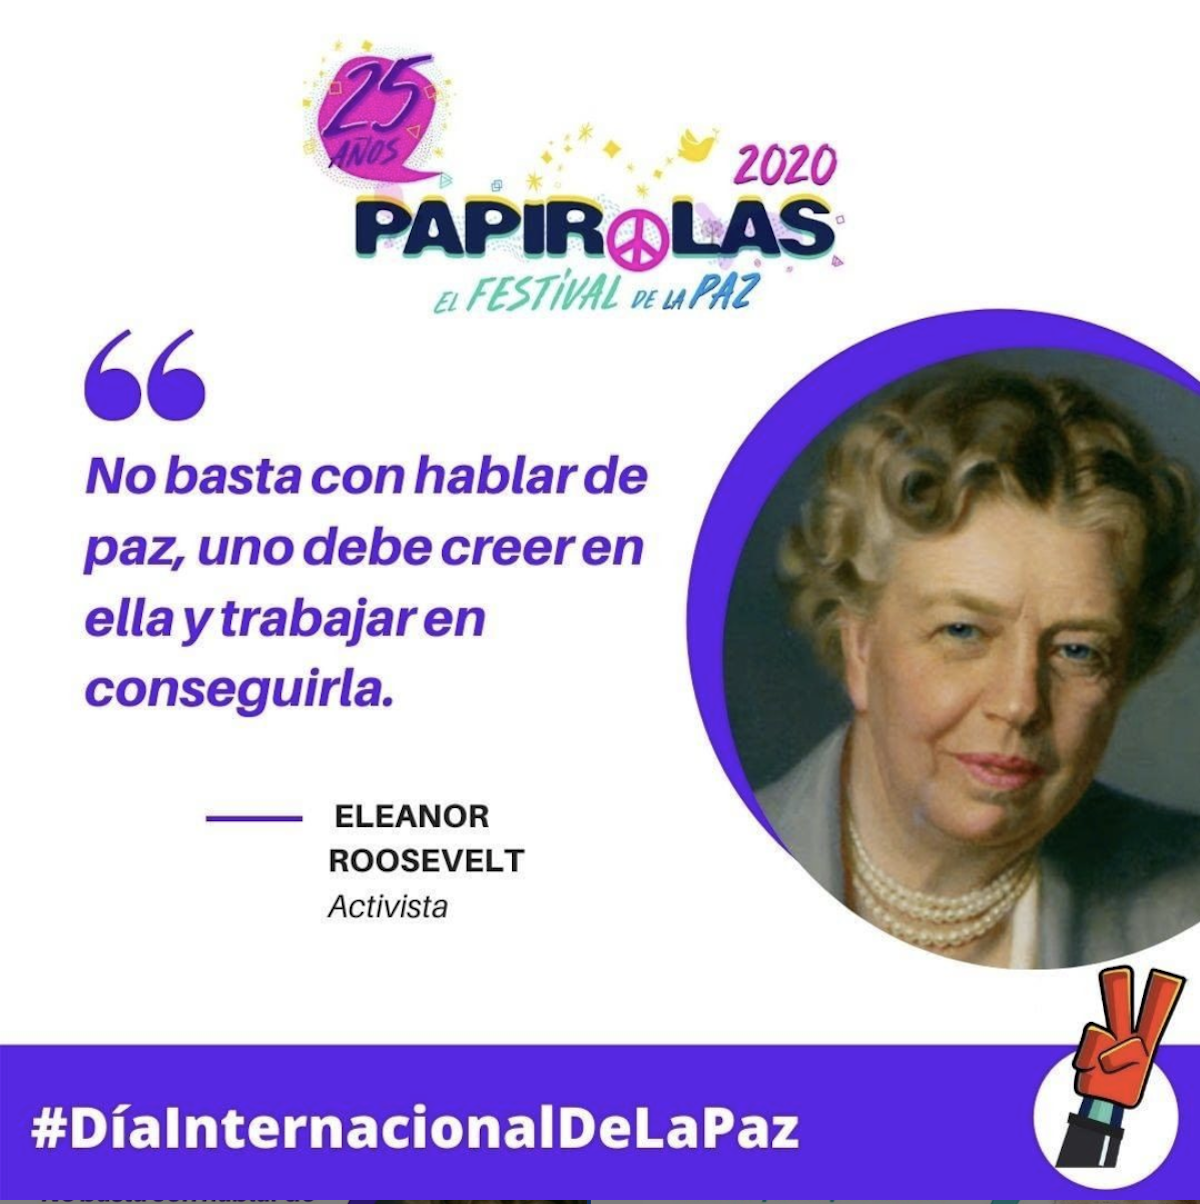 25
AÑOS
2020
PAPIROLAS
EL FESTIVAL DE LA PAZ
“
No basta con hablar de
paz, uno debe creer en
ella y trabajar en
conseguirla.
ELEANOR
ROOSEVELT
Activista
#DíaInternacionalDeLaPaz